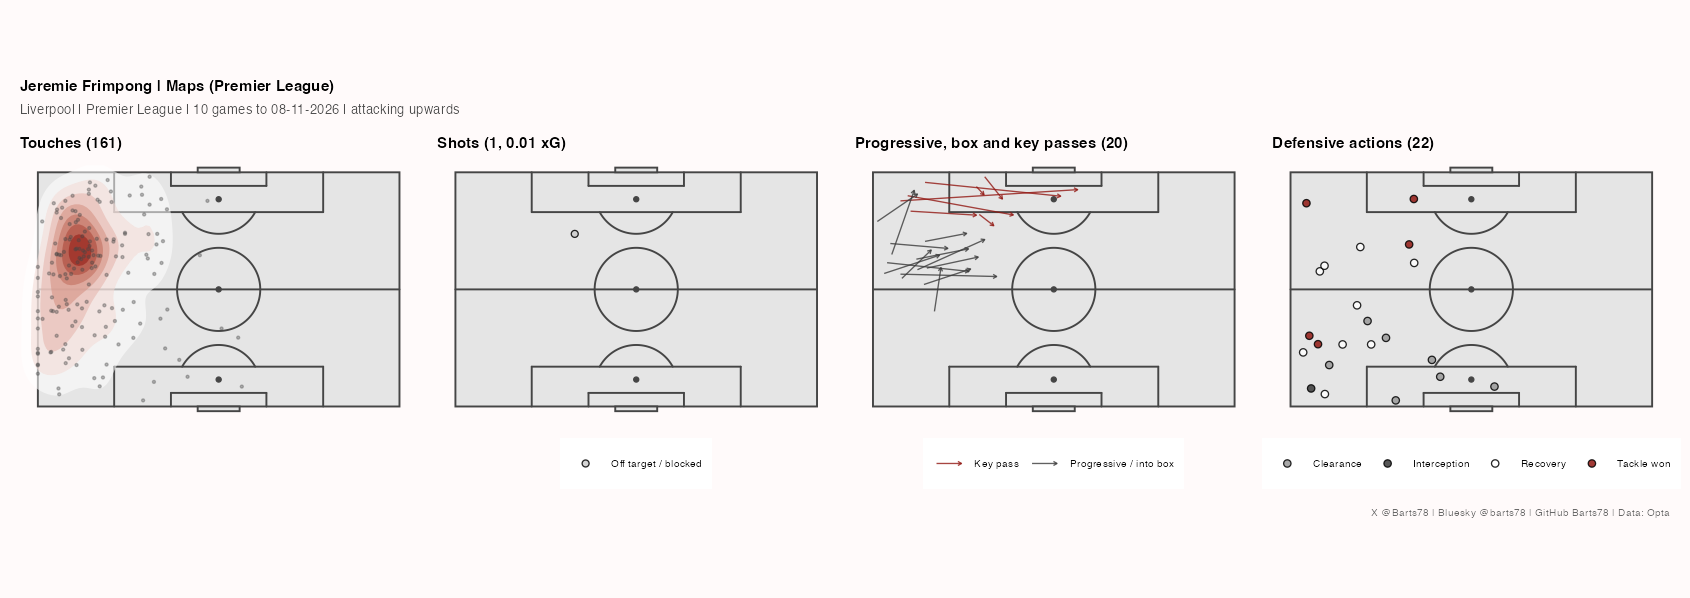 Jeremie Frimpong | Maps (Premier League)
Liverpool | Premier League | 10 games to 08-11-2026 | attacking upwards
Touches (161)
Shots (1, 0.01 xG)
Progressive, box and key passes (20)
Defensive actions (22)
Off target / blocked
Key pass
Progressive / into box
Clearance
Interception
Recovery
Tackle won
X @Barts78 | Bluesky @barts78 | GitHub Barts78 | Data: Opta